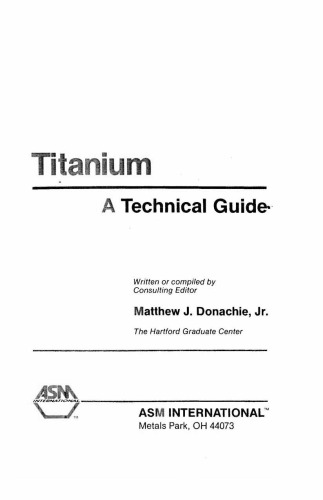 Titanium
A Technical Guide
Written or compiled by
Consulting Editor
Matthew J. Donachie, Jr.
The Hartford Graduate Center
ASM
INTERNATIONAL
TM
ASM INTERNATIONAL™
Metals Park, OH 44073